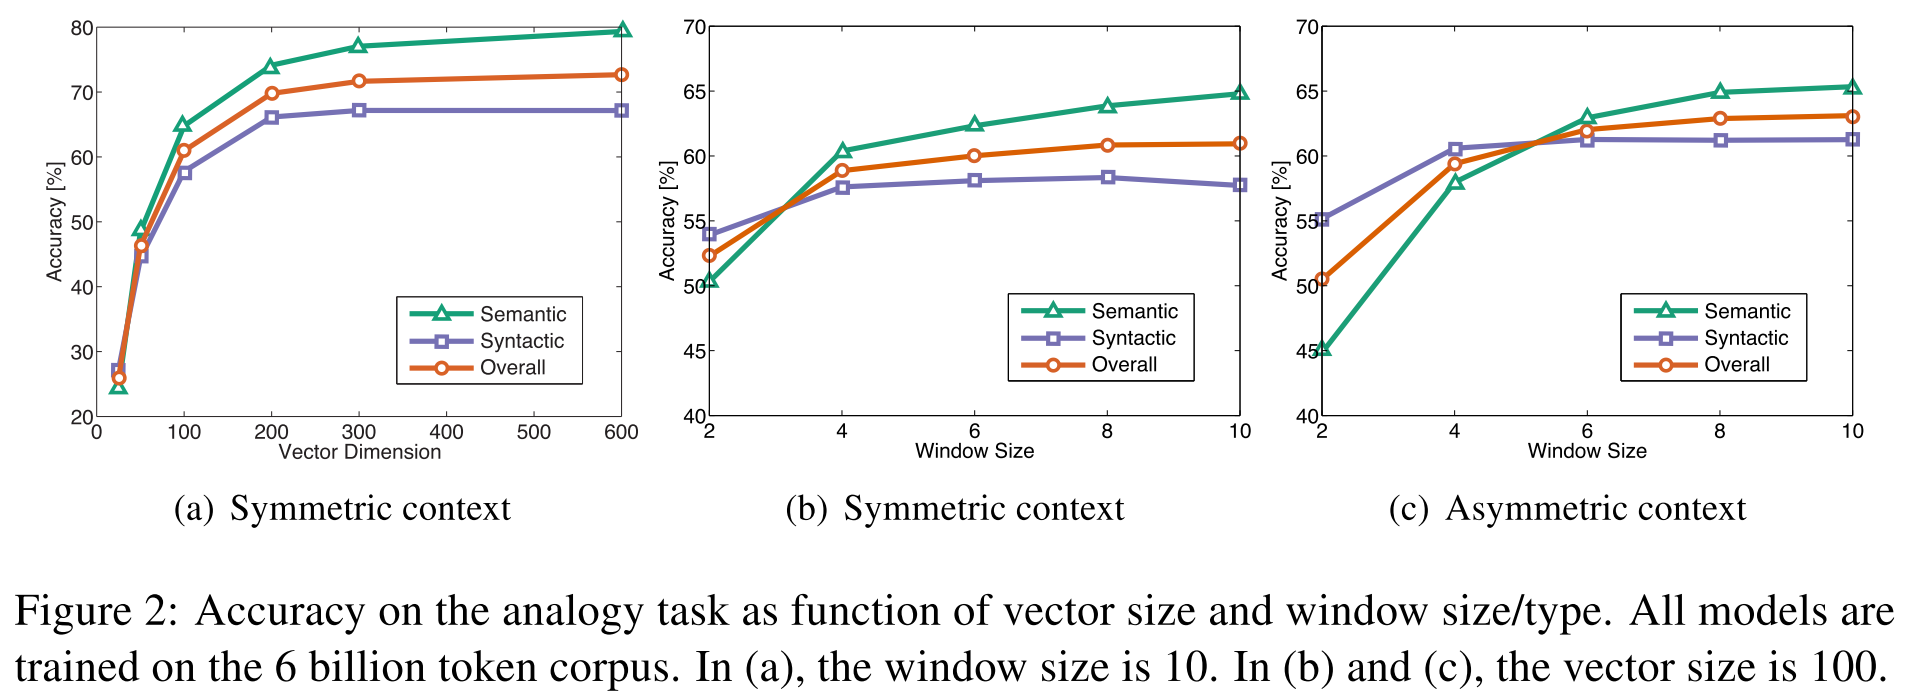 80
70
60
50
40
30
20
Accuracy [%]
0 100 200 300 400 500 600
Vector Dimension
Semantic
Syntactic
Overall
(a) Symmetric context
70
65
60
55
50
45
40
Accuracy [%]
2 4 6 8 10
Window Size
Semantic
Syntactic
Overall
(b) Symmetric context
70
65
60
55
50
45
40
Accuracy [%]
2 4 6 8 10
Window Size
Semantic
Syntactic
Overall
(c) Asymmetric context
Figure 2: Accuracy on the analogy task as function of vector size and window size/type. All models are
trained on the 6 billion token corpus. In (a), the window size is 10. In (b) and (c), the vector size is 100.